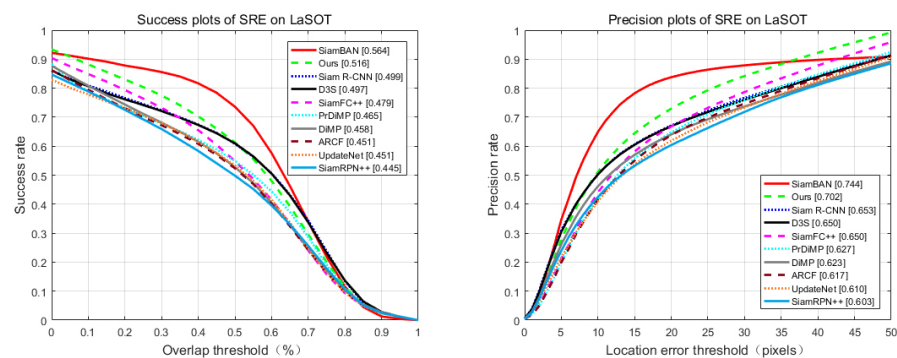 Success plots of SRE on LaSOT
Success rate
1
0.9
0.8
0.7
0.6
0.5
0.4
0.3
0.2
0.1
0
0 0.1 0.2 0.3 0.4 0.5 0.6 0.7 0.8 0.9 1
Overlap threshold（%）
SiamBAN [0.564]
Ours [0.516]
Siam R-CNN [0.499]
D3S [0.497]
SiamFC++ [0.479]
PrDiMP [0.465]
DiMP [0.458]
ARCF [0.451]
UpdateNet [0.451]
SiamRPN++ [0.445]
Precision plots of SRE on LaSOT
Precision rate
1
0.9
0.8
0.7
0.6
0.5
0.4
0.3
0.2
0.1
0
0 5 10 15 20 25 30 35 40 45 50
Location error threshold（pixels）
SiamBAN [0.744]
Ours [0.702]
Siam R-CNN [0.653]
D3S [0.650]
SiamFC++ [0.650]
PrDiMP [0.627]
DiMP [0.623]
ARCF [0.617]
UpdateNet [0.610]
SiamRPN++ [0.603]